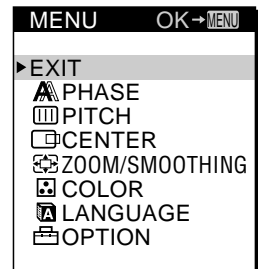 MENU OK→MENU
EXIT
PHASE
PITCH
CENTER
ZOOM/SMOOTHING
COLOR
LANGUAGE
OPTION